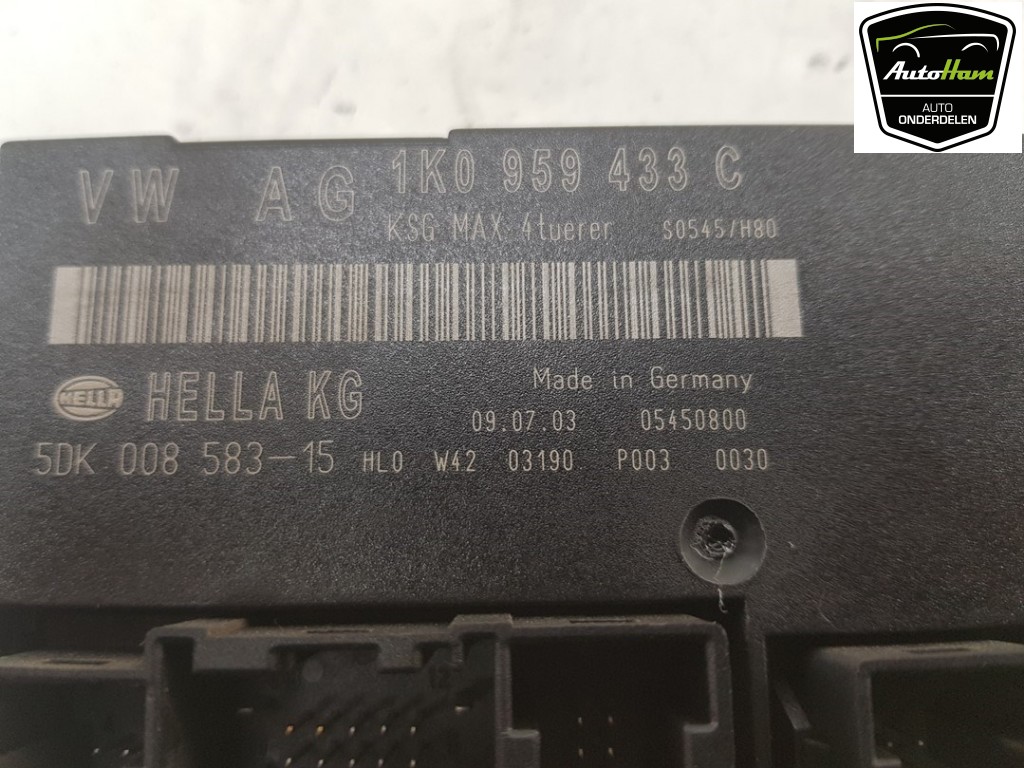 AutoHam
AUTO
ONDERDELEN
VW AG 1K0 959 433 C
KSG MAX 4tuerer S0545/H80
HELLA HELLA KG Made in Germany
09.07.03 05450800
5DK 008 583-15 HL0 W42 03190 P003 0030